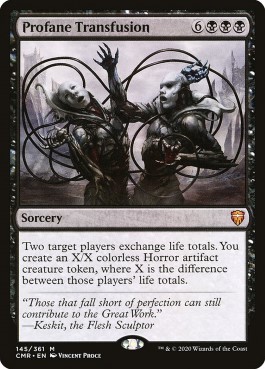 Profane Transfusion 6
Sorcery
Two target players exchange life totals. You
create an X/X colorless Horror artifact
creature token, where X is the difference
between those players' life totals.
“Those that fall short of perfection can still
contribute to the Great Work.”
—Keskit, the Flesh Sculptor
145/361 M
CMR • EN Vincent Proce ™ & © 2020 Wizards of the Coast